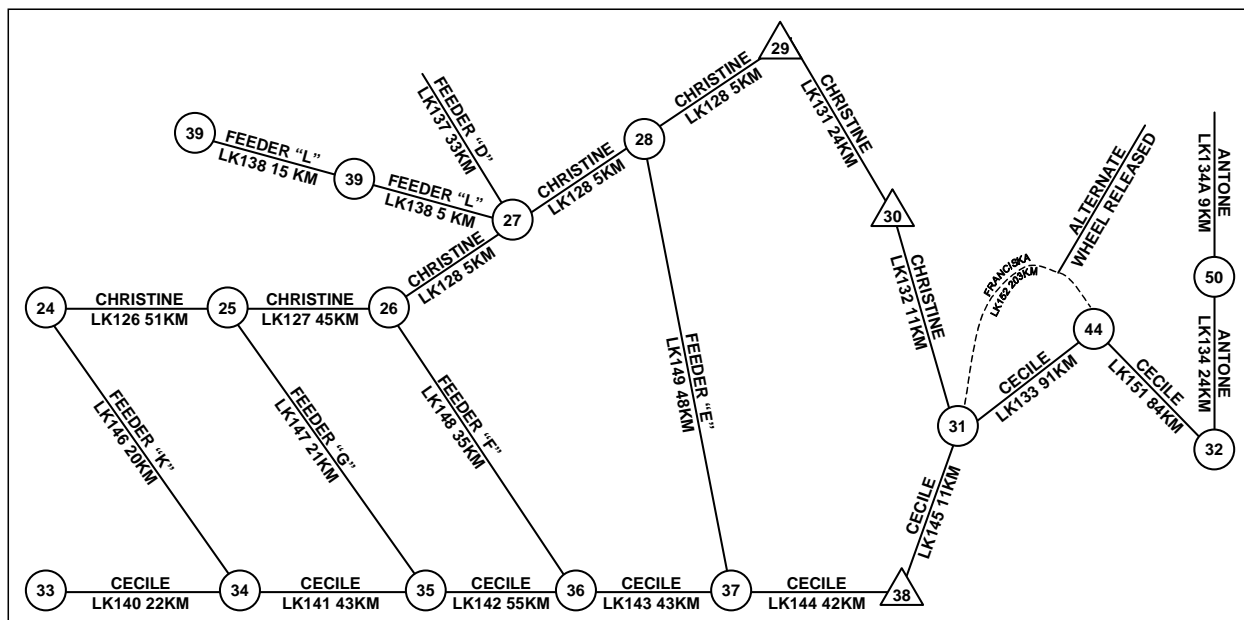 29
CHRISTINE
LK128 5KM
CHRISTINE
LK131 24KM
FEEDER “D”
LK137 33KM
39
FEEDER “L”
LK138 15 KM
39
FEEDER “L”
LK138 5 KM
27
CHRISTINE
LK128 5KM
28
30
ALTERNATE
WHEEL RELEASED
ANTONE
LK134A 9KM
50
CHRISTINE
LK128 5KM
24
CHRISTINE
LK126 51KM
25
CHRISTINE
LK127 45KM
26
CHRISTINE
LK132 11KM
FRANCISKA
LK152 203KM
44
ANTONE
LK134 24KM
FEEDER “K”
LK146 20KM
FEEDER “G”
LK147 21KM
FEEDER “F”
LK148 35KM
FEEDER “E”
LK149 48KM
31
CECILE
LK133 91KM
CECILE
LK151 84KM
32
CECILE
LK145 11KM
33
CECILE
LK140 22KM
34
CECILE
LK141 43KM
35
CECILE
LK142 55KM
36
CECILE
LK143 43KM
37
CECILE
LK144 42KM
38